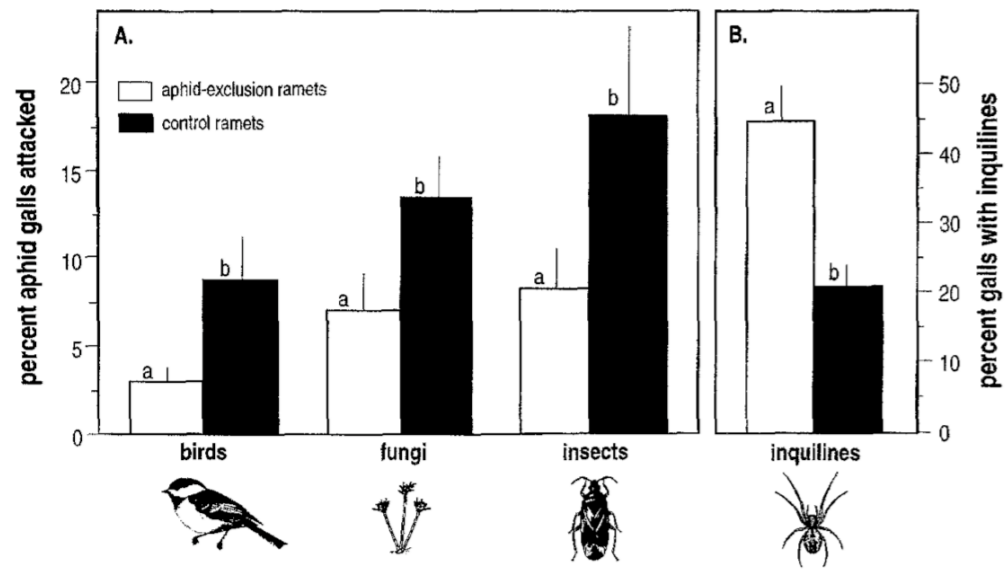 A.
aphid-exclusion ramets
control ramets
percent aphid galls attacked
20
15
10
5
0
a
b
a
b
a
b
birds
fungi
insects
B.
a
b
50
40
30
20
10
0
percent galls with inquilines
inquilines